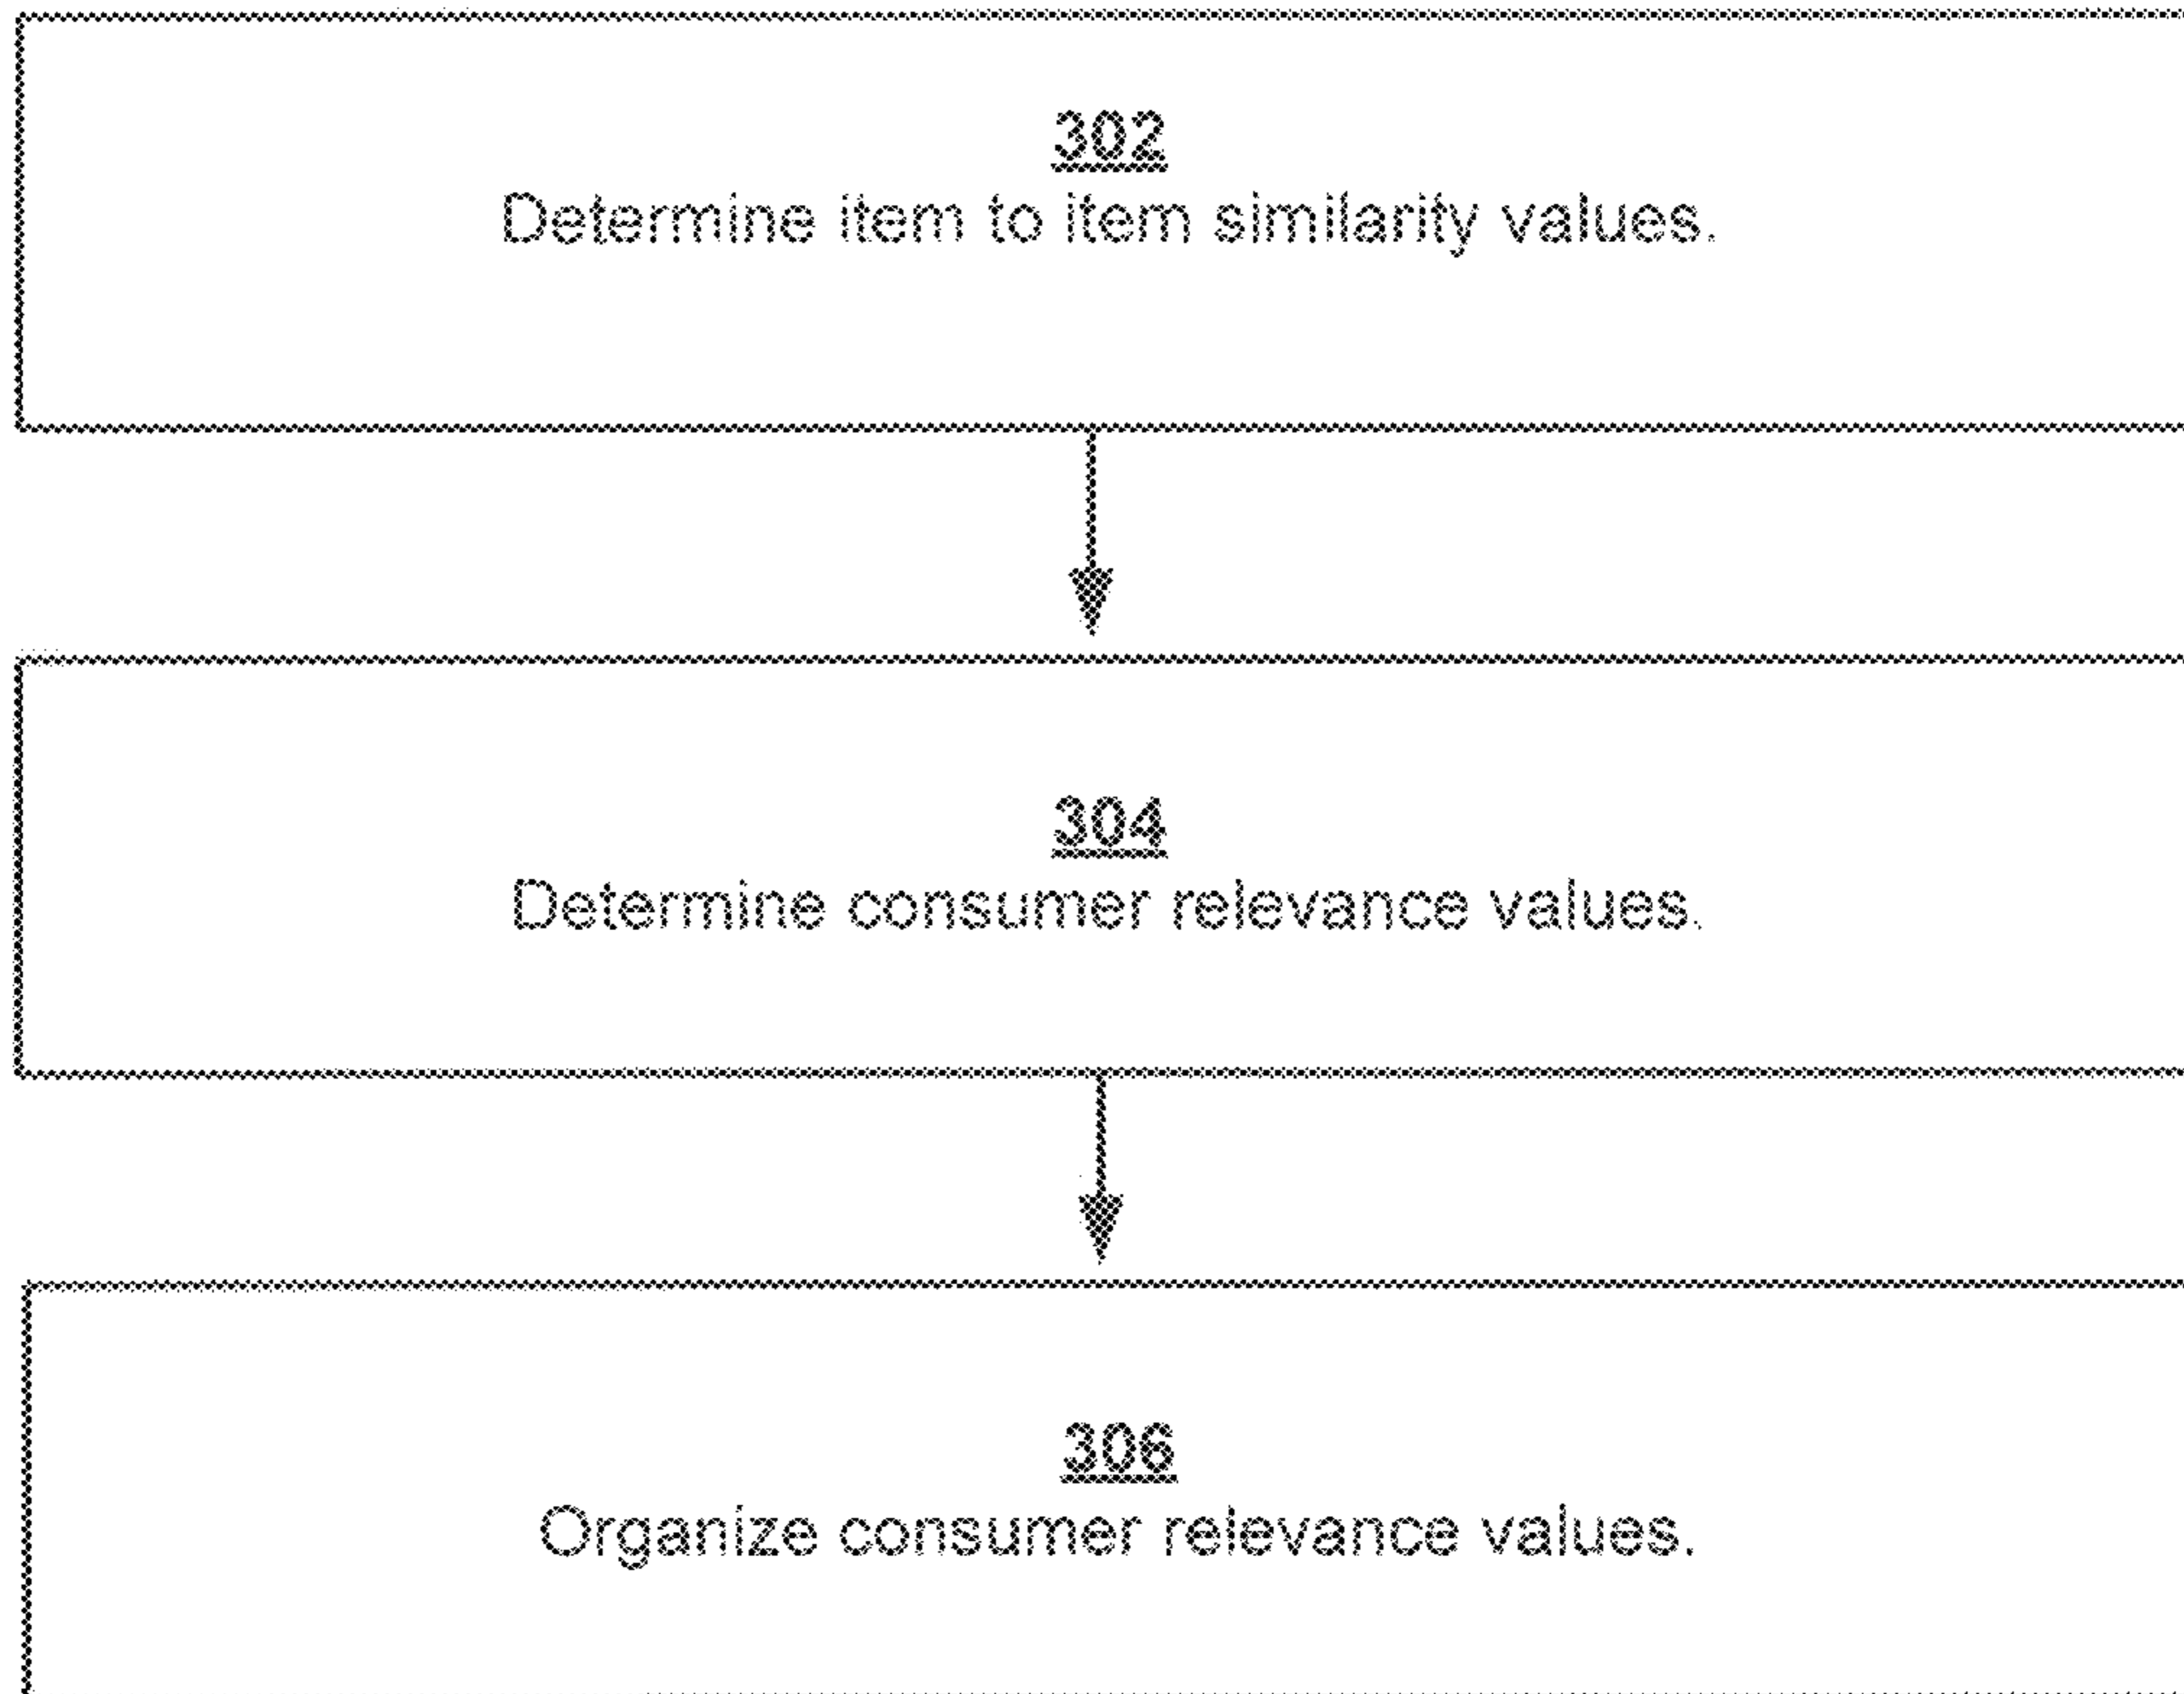 302
Determine item to item similarity values.
304
Determine consumer relevance values.
306
Organize consumer relevance values.